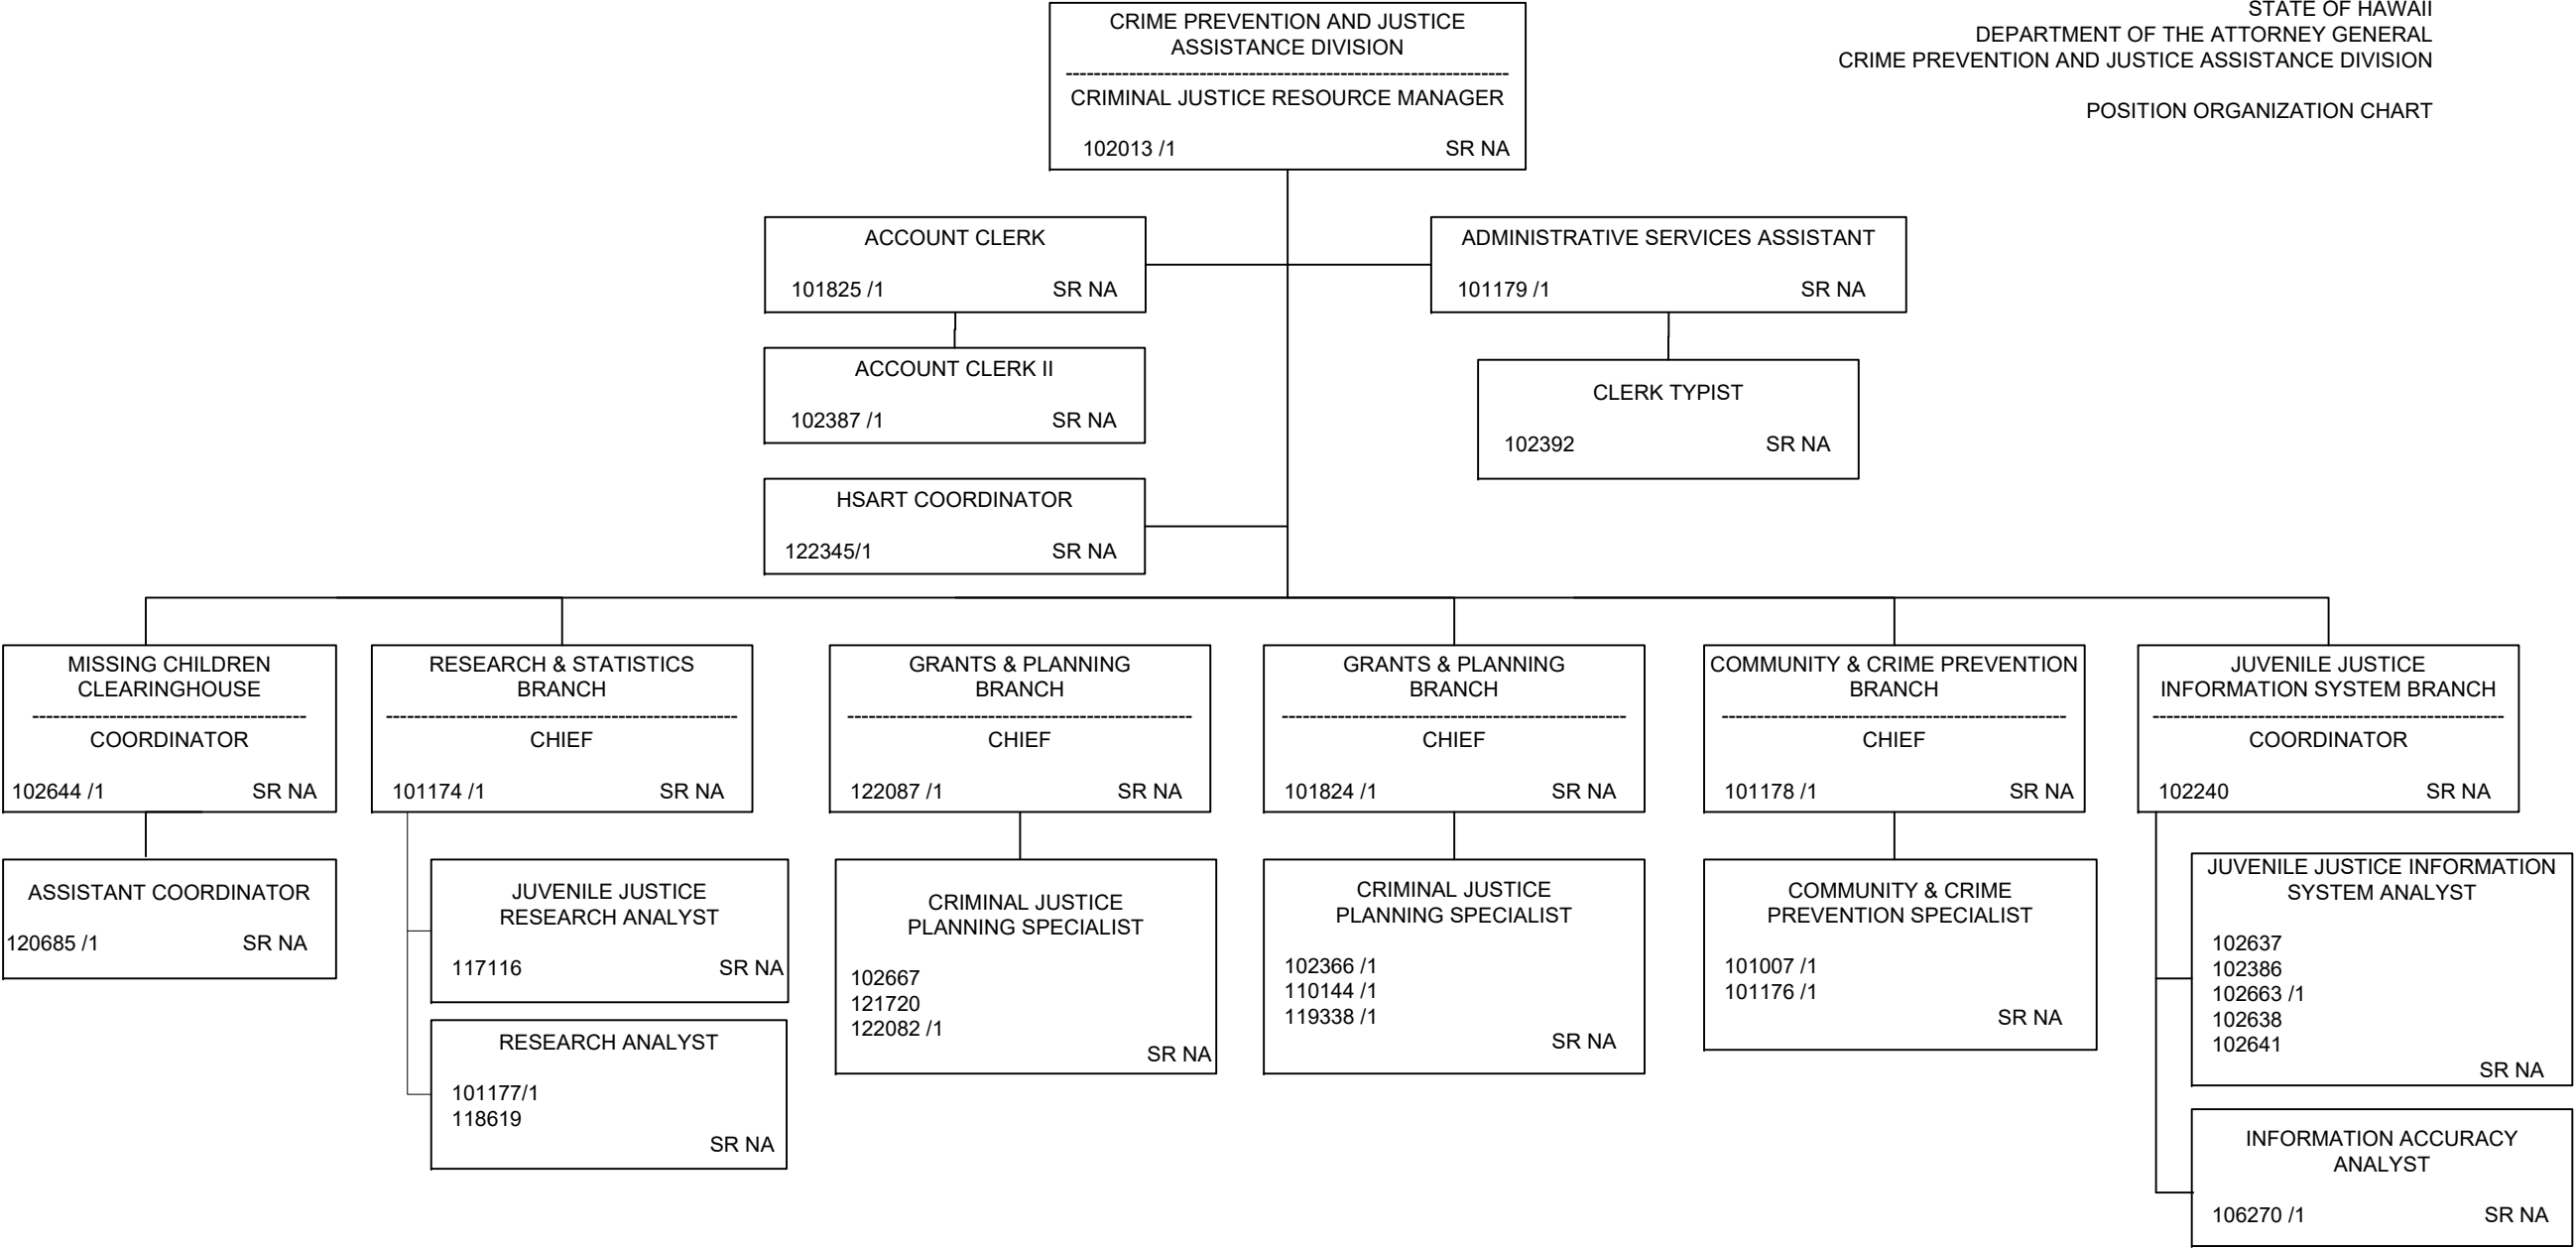 STATE OF HAWAII
DEPARTMENT OF THE ATTORNEY GENERAL
CRIME PREVENTION AND JUSTICE ASSISTANCE DIVISION
POSITION ORGANIZATION CHART
CRIME PREVENTION AND JUSTICE
ASSISTANCE DIVISION
CRIMINAL JUSTICE RESOURCE MANAGER
102013 /1 SR NA
ACCOUNT CLERK
101825 /1 SR NA
ADMINISTRATIVE SERVICES ASSISTANT
101179 /1 SR NA
ACCOUNT CLERK II
102387 /1 SR NA
CLERK TYPIST
102392 SR NA
HSART COORDINATOR
122345/1 SR NA
MISSING CHILDREN
CLEARINGHOUSE
COORDINATOR
102644 /1 SR NA
ASSISTANT COORDINATOR
120685 /1 SR NA
RESEARCH & STATISTICS
BRANCH
CHIEF
101174 /1 SR NA
JUVENILE JUSTICE
RESEARCH ANALYST
117116 SR NA
RESEARCH ANALYST
101177/1
118619
SR NA
GRANTS & PLANNING
BRANCH
CHIEF
122087 /1 SR NA
CRIMINAL JUSTICE
PLANNING SPECIALIST
102667
121720
122082 /1
SR NA
GRANTS & PLANNING
BRANCH
CHIEF
101824 /1 SR NA
CRIMINAL JUSTICE
PLANNING SPECIALIST
102366 /1
110144 /1
119338 /1
SR NA
COMMUNITY & CRIME PREVENTION
BRANCH
CHIEF
101178 /1 SR NA
COMMUNITY & CRIME
PREVENTION SPECIALIST
101007 /1
101176 /1
SR NA
JUVENILE JUSTICE
INFORMATION SYSTEM BRANCH
COORDINATOR
102240 SR NA
JUVENILE JUSTICE INFORMATION
SYSTEM ANALYST
102637
102386
102663 /1
102638
102641
SR NA
INFORMATION ACCURACY
ANALYST
106270 /1 SR NA